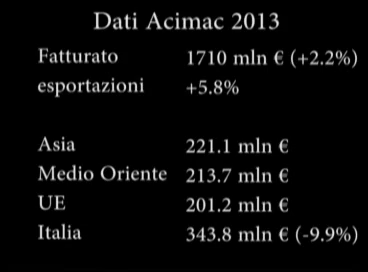 Dati Acimac 2013
Fatturato 1710 mln € (+2.2%)
esportazioni +5.8%
Asia 221.1 mln €
Medio Oriente 213.7 mln €
UE 201.2 mln €
Italia 343.8 mln € (-9.9%)